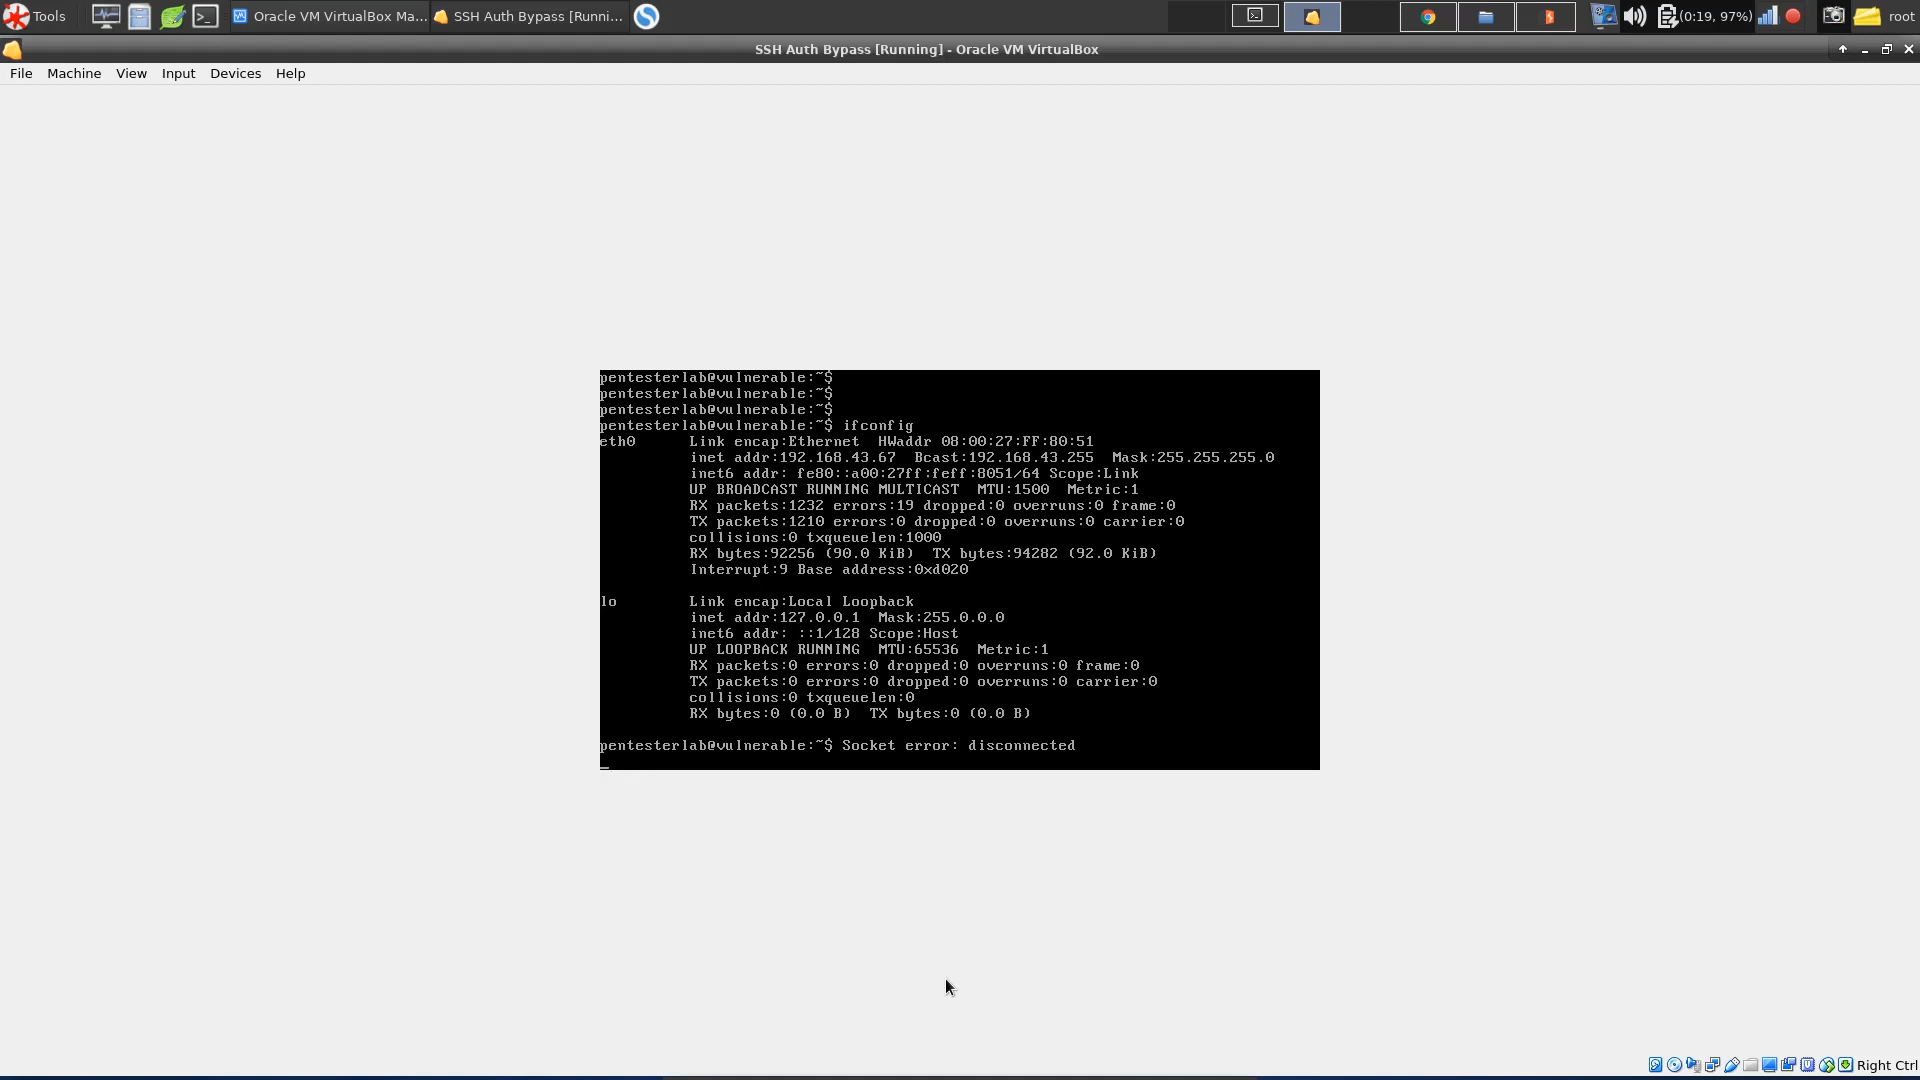 Tools
Oracle VM VirtualBox Ma...
SSH Auth Bypass [Runni...
(0:19, 97%)
root
SSH Auth Bypass [Running] - Oracle VM VirtualBox
File Machine View Input Devices Help
pentesterlab@vulnerable:~$
pentesterlab@vulnerable:~$
pentesterlab@vulnerable:~$
pentesterlab@vulnerable:~$ ifconfig
eth0      Link encap:Ethernet  HWaddr 08:00:27:FF:80:51
          inet addr:192.168.43.67  Bcast:192.168.43.255  Mask:255.255.255.0
          inet6 addr: fe80::a00:27ff:feff:8051/64 Scope:Link
          UP BROADCAST RUNNING MULTICAST  MTU:1500  Metric:1
          RX packets:1232 errors:19 dropped:0 overruns:0 frame:0
          TX packets:1210 errors:0 dropped:0 overruns:0 carrier:0
          collisions:0 txqueuelen:1000
          RX bytes:92256 (90.0 KiB)  TX bytes:94282 (92.0 KiB)
          Interrupt:9 Base address:0xd020
lo        Link encap:Local Loopback
          inet addr:127.0.0.1  Mask:255.0.0.0
          inet6 addr: ::1/128 Scope:Host
          UP LOOPBACK RUNNING  MTU:65536  Metric:1
          RX packets:0 errors:0 dropped:0 overruns:0 frame:0
          TX packets:0 errors:0 dropped:0 overruns:0 carrier:0
          collisions:0 txqueuelen:0
          RX bytes:0 (0.0 B)  TX bytes:0 (0.0 B)
pentesterlab@vulnerable:~$ Socket error: disconnected
_
Right Ctrl